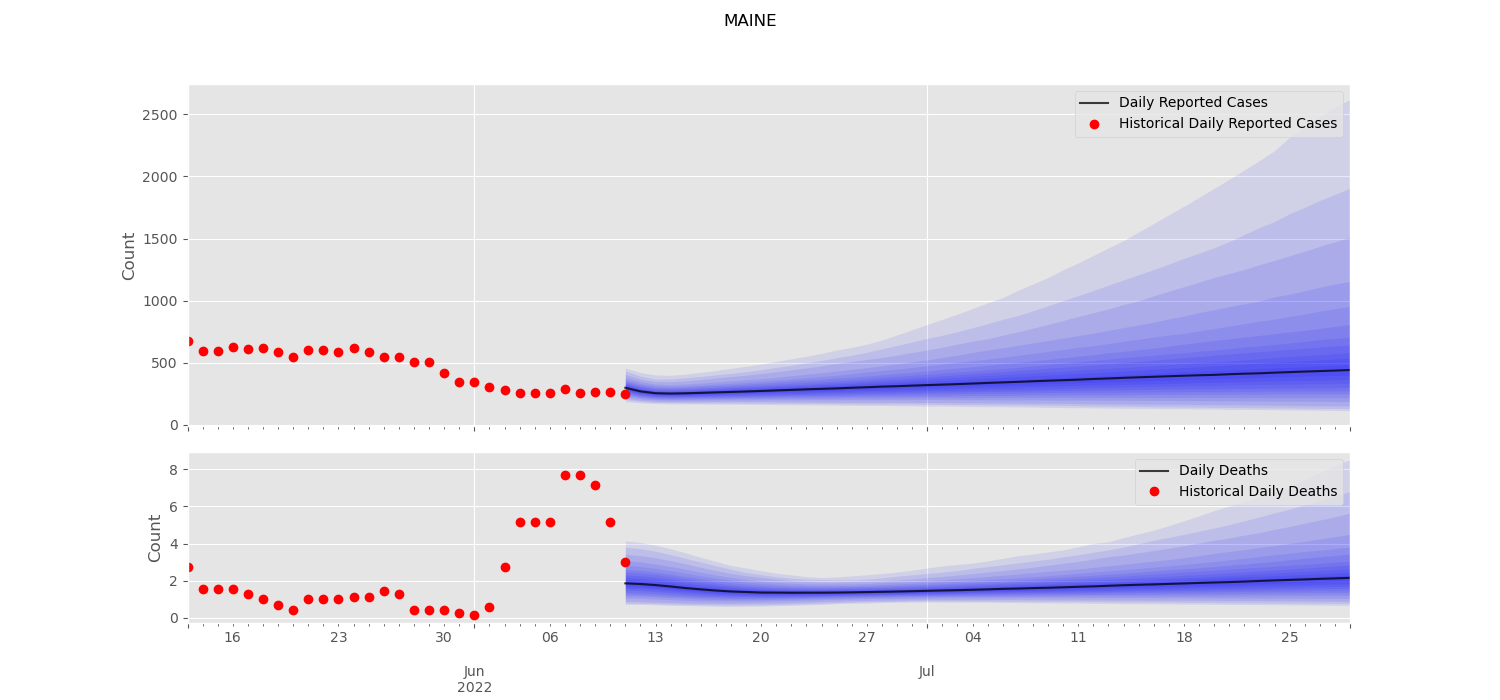 MAINE
Count
2500
2000
1500
1000
500
0
Daily Reported Cases
Historical Daily Reported Cases
Count
8
6
4
2
0
Daily Deaths
Historical Daily Deaths
16 23 30 06 13 20 27 04 11 18 25
Jun Jul
2022